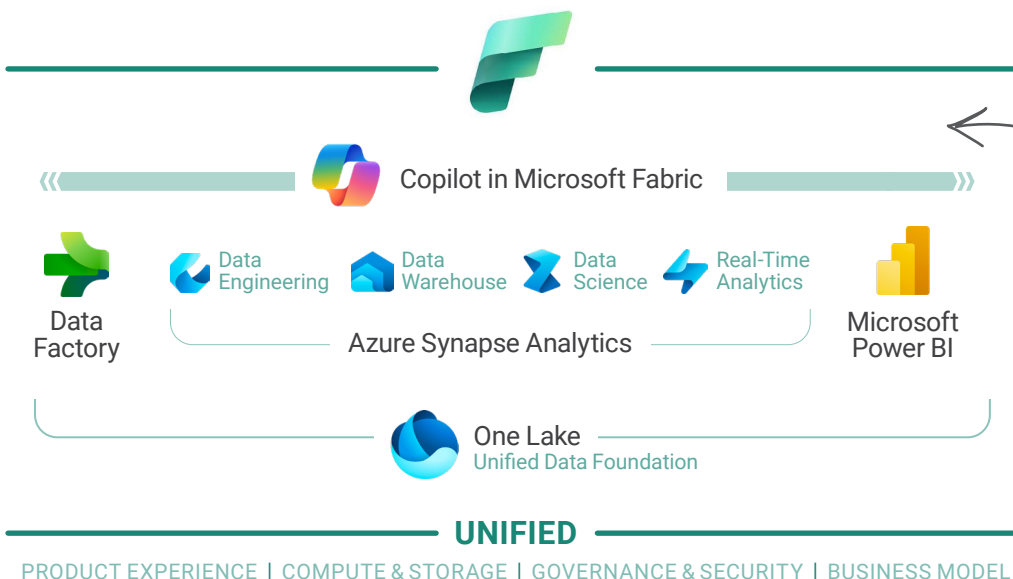 Copilot in Microsoft Fabric
Data
Engineering
Data
Warehouse
Data
Science
Real-Time
Analytics
Data
Factory
Azure Synapse Analytics
Microsoft
Power BI
One Lake
Unified Data Foundation
UNIFIED
PRODUCT EXPERIENCE | COMPUTE & STORAGE | GOVERNANCE & SECURITY | BUSINESS MODEL